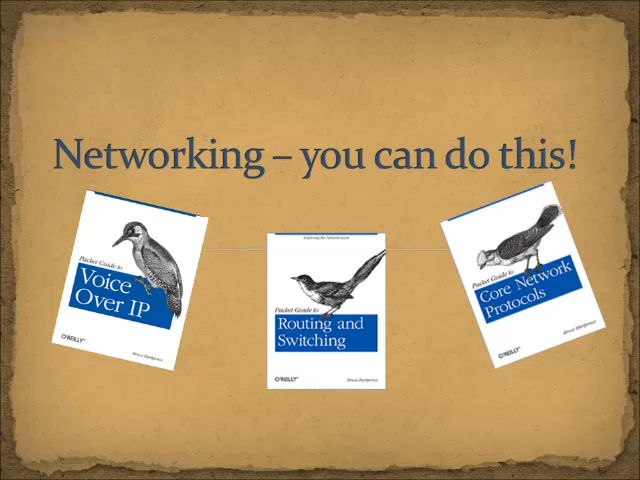 Networking – you can do this!
Packet Guide to
Voice
Over IP
O'REILLY
Bruce Hartpence
Exploring the Network Layer
Packet Guide to
Routing and
Switching
O'REILLY
Bruce Hartpence
Packet Guide to
Core Network
Protocols
O'REILLY
Bruce Hartpence